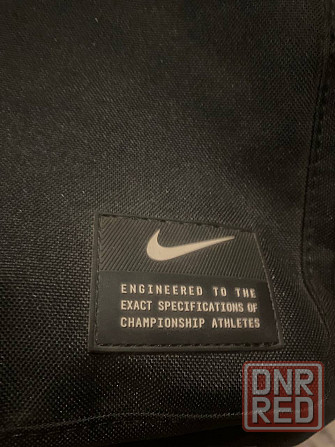 ENGINEERED TO THE
EXACT SPECIFICATIONS OF
CHAMPIONSHIP ATHLETES
DNR
RED